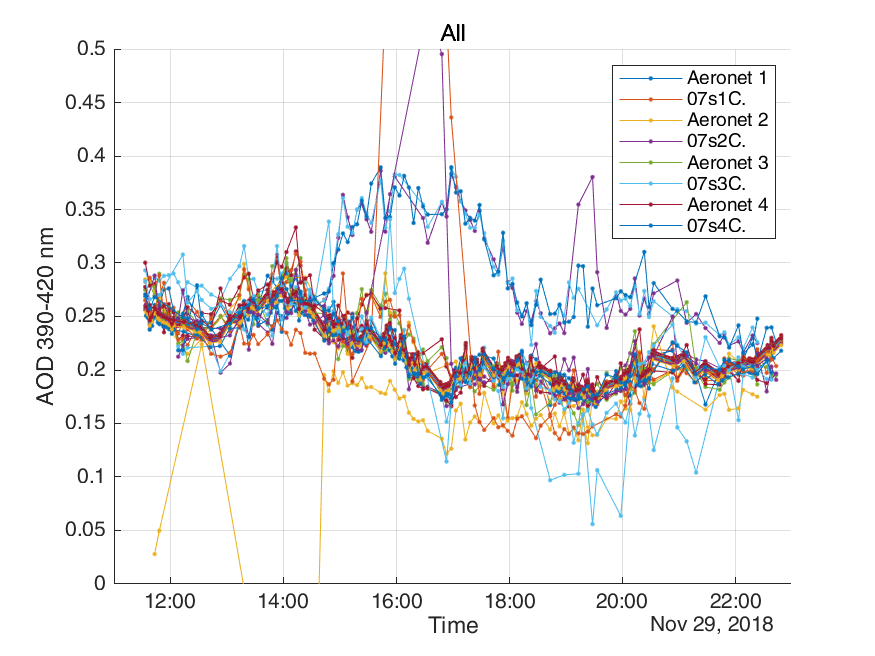 All
0.5
0.45
0.4
0.35
0.3
0.25
0.2
0.15
0.1
0.05
0
AOD 390-420 nm
Aeronet 1
07s1C.
Aeronet 2
07s2C.
Aeronet 3
07s3C.
Aeronet 4
07s4C.
12:00 14:00 16:00 18:00 20:00 22:00
Time
Nov 29, 2018